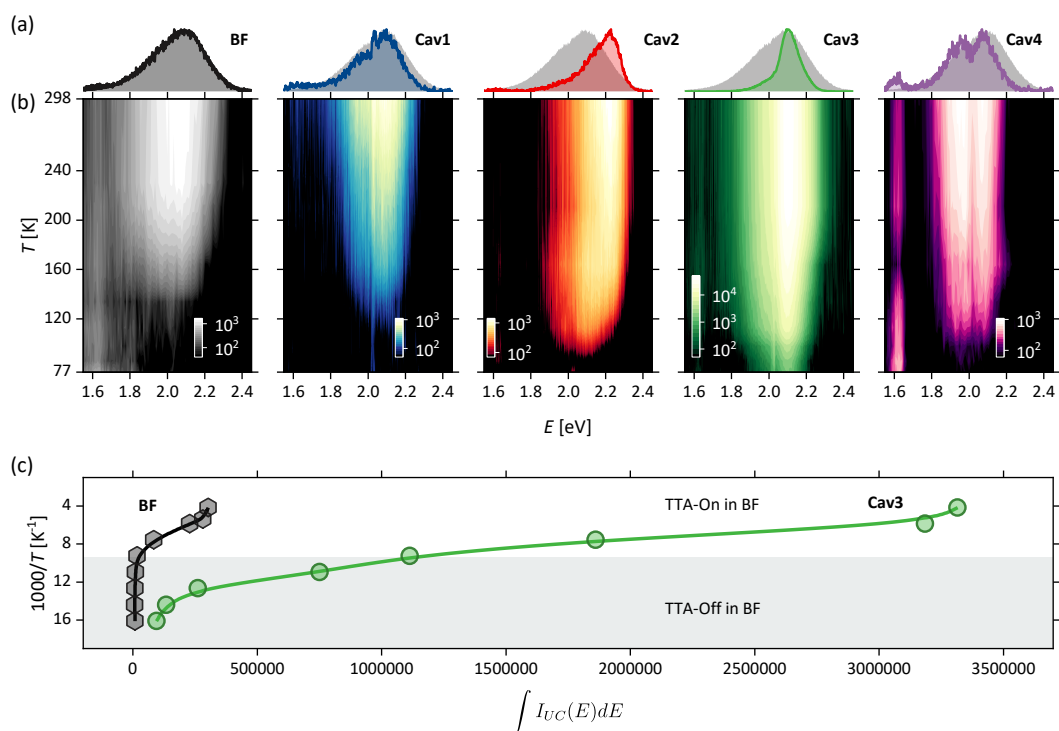 (a)
BF
Cav1
Cav2
Cav3
Cav4
(b)
T [K]
298
240
200
160
120
77
10³
10²
10³
10²
10³
10²
10⁴
10³
10²
10³
10²
1.6 1.8 2.0 2.2 2.4
1.6 1.8 2.0 2.2 2.4
1.6 1.8 2.0 2.2 2.4
1.6 1.8 2.0 2.2 2.4
1.6 1.8 2.0 2.2 2.4
E [eV]
(c)
1000/T [K⁻¹]
4
8
12
16
BF
TTA-On in BF
Cav3
TTA-Off in BF
0 500000 1000000 1500000 2000000 2500000 3000000 3500000
∫ I_{UC}(E)dE